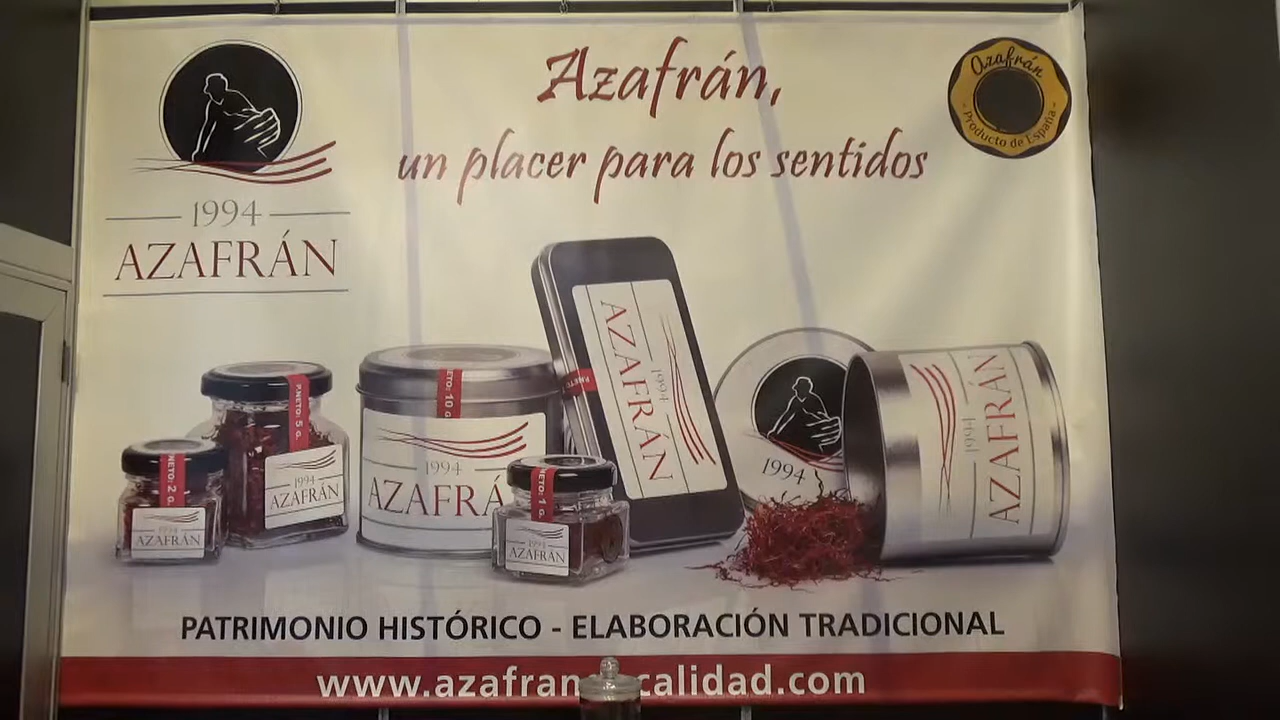 Azafrán,
un placer para los sentidos
Azafrán
- Producto de España -
1994
AZAFRÁN
P.NETO: 5 g.
1994
AZAFRÁN
NETO: 2 g.
1994
AZAFRÁN
ETO: 10 g
1994
AZAFRÁ
NETO: 1 g.
1994
AZAFRÁN
1994
AZAFRÁN
1994
1994
AZAFRÁN
PATRIMONIO HISTÓRICO - ELABORACIÓN TRADICIONAL
www.azafran calidad.com